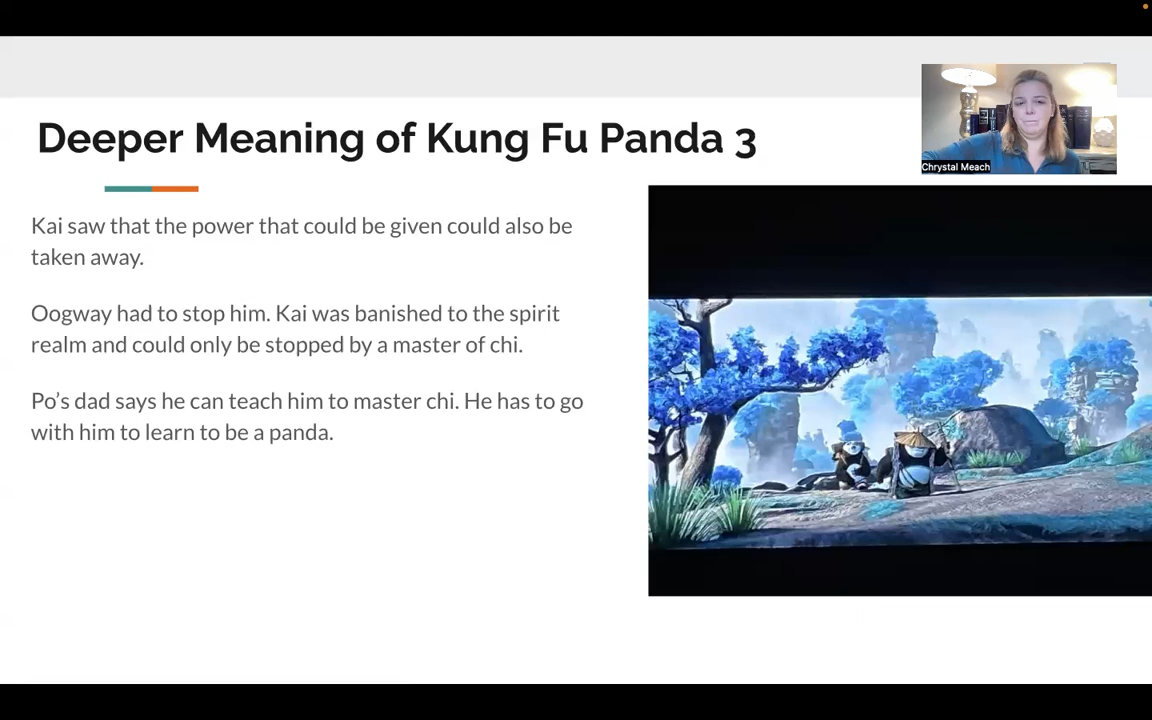 Deeper Meaning of Kung Fu Panda 3
Chrystal Meach
Kai saw that the power that could be given could also be
taken away.
Oogway had to stop him. Kai was banished to the spirit
realm and could only be stopped by a master of chi.
Po’s dad says he can teach him to master chi. He has to go
with him to learn to be a panda.